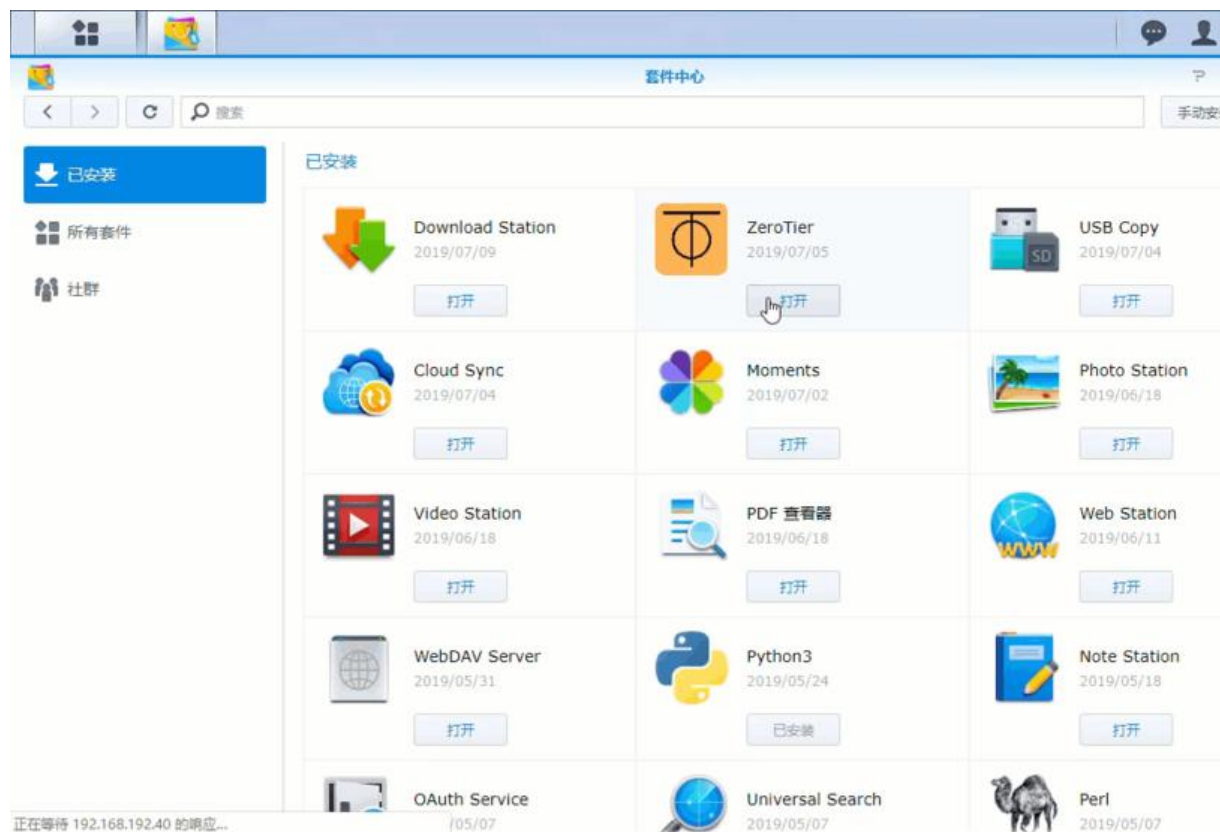 套件中心
搜索
手动安
已安装
所有套件
社群
已安装
Download Station
2019/07/09
打开
ZeroTier
2019/07/05
打开
USB Copy
2019/07/04
打开
Cloud Sync
2019/07/04
打开
Moments
2019/07/02
打开
Photo Station
2019/06/18
打开
Video Station
2019/06/18
打开
PDF 查看器
2019/06/18
打开
Web Station
2019/06/11
打开
WebDAV Server
2019/05/31
打开
Python3
2019/05/24
已安装
Note Station
2019/05/18
打开
OAuth Service
/05/07
Universal Search
2019/05/07
Perl
2019/05/07
正在等待 192.168.192.40 的响应...
SD
WWW